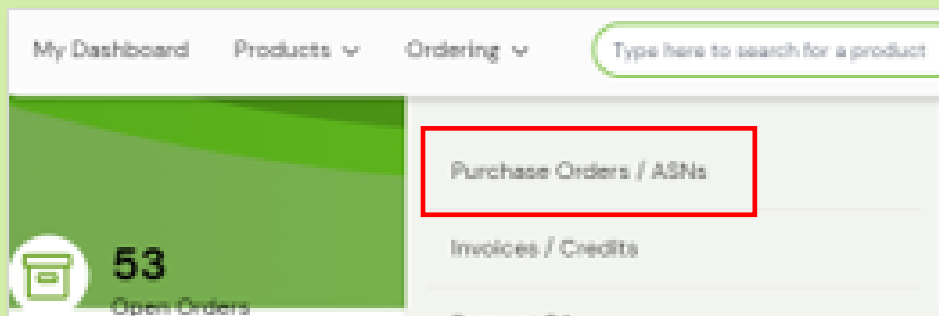 My Dashboard Products Ordering Type here to search for a product
Purchase Orders / ASNs
Invoices / Credits
53
Open Orders